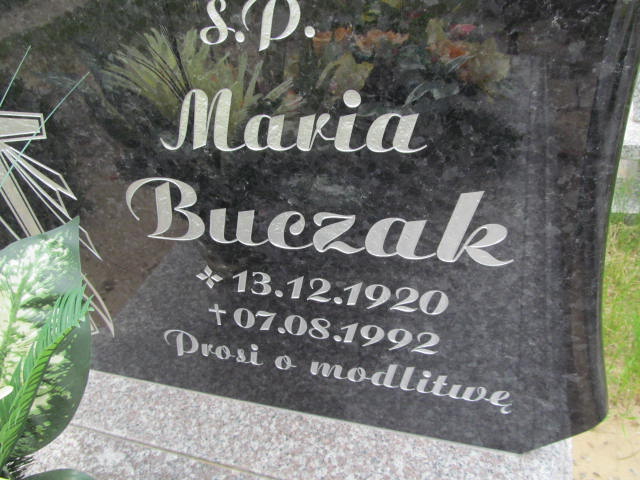 Ś.P.
Maria
Buczak
13.12.1920
†07.08.1992
Prosi o modlitwę